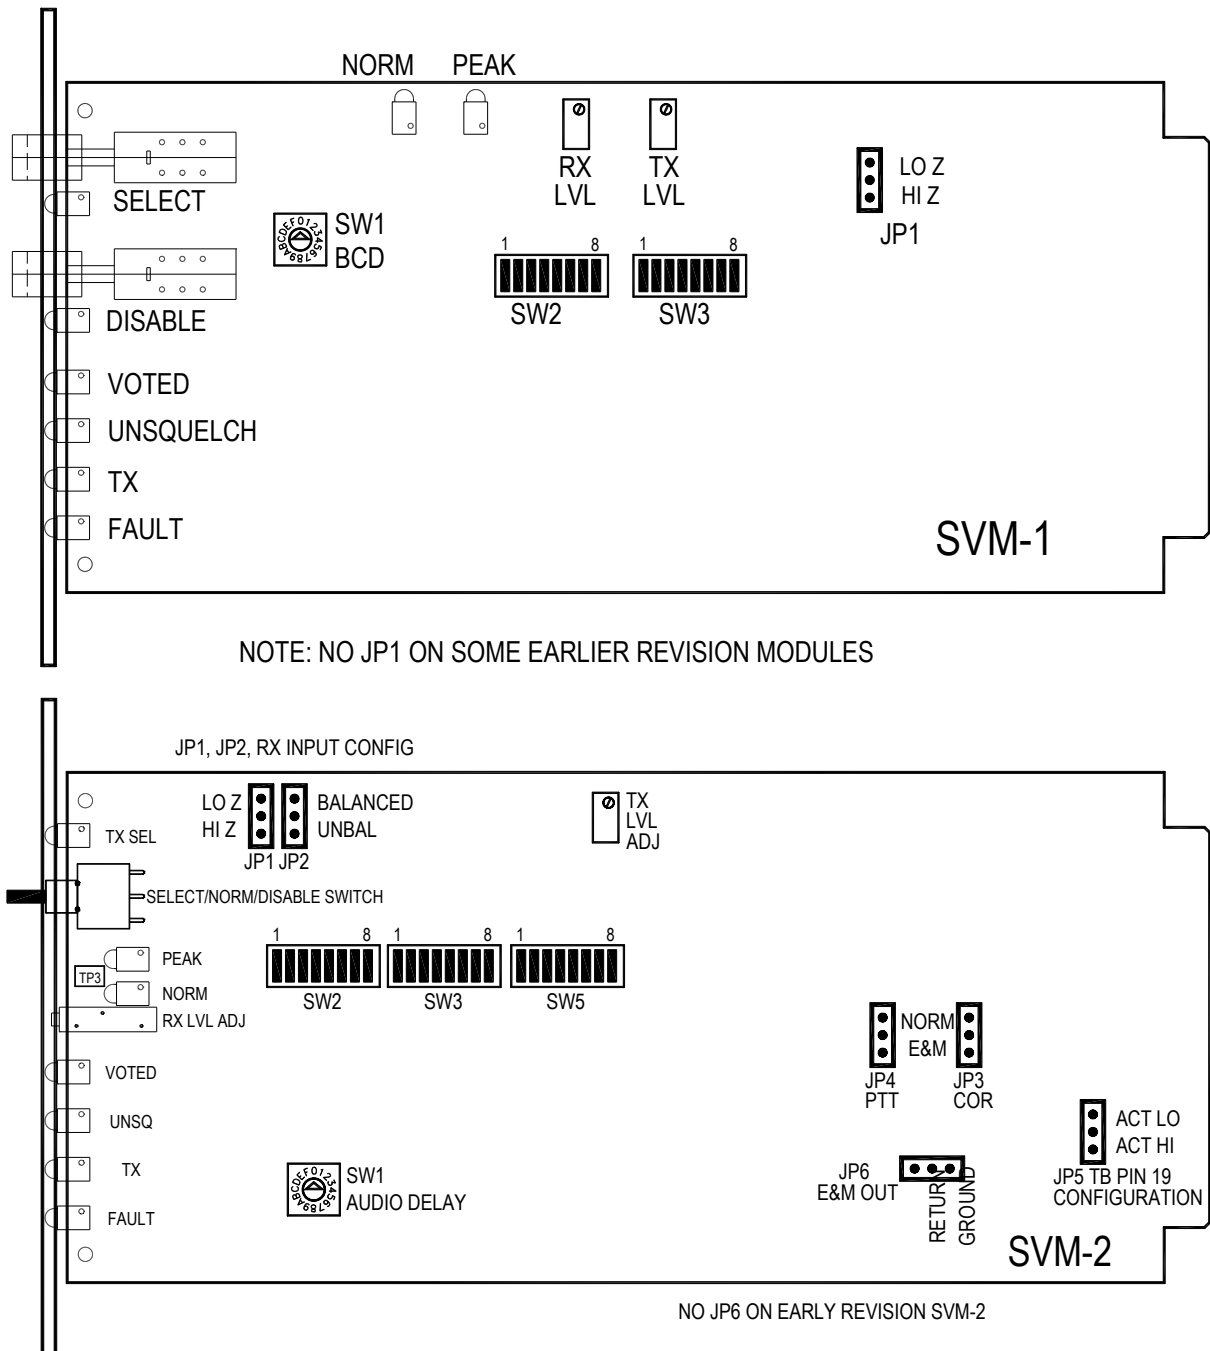 NORM PEAK
RX LVL
TX LVL
LO Z
HI Z
JP1
SELECT
0123456789ABCDEF
SW1
BCD
1 8
SW2
1 8
SW3
DISABLE
VOTED
UNSQUELCH
TX
FAULT
SVM-1
NOTE: NO JP1 ON SOME EARLIER REVISION MODULES
JP1, JP2, RX INPUT CONFIG
LO Z
HI Z
JP1
JP2
BALANCED
UNBAL
TX
LVL
ADJ
TX SEL
SELECT/NORM/DISABLE SWITCH
PEAK
TP3
NORM
RX LVL ADJ
1 8
SW2
1 8
SW3
1 8
SW5
VOTED
UNSQ
TX
FAULT
0123456789ABCDEF
SW1
AUDIO DELAY
NORM
E&M
JP4
PTT
JP3
COR
JP6
E&M OUT
RETURN
GROUND
ACT LO
ACT HI
JP5 TB PIN 19
CONFIGURATION
SVM-2
NO JP6 ON EARLY REVISION SVM-2